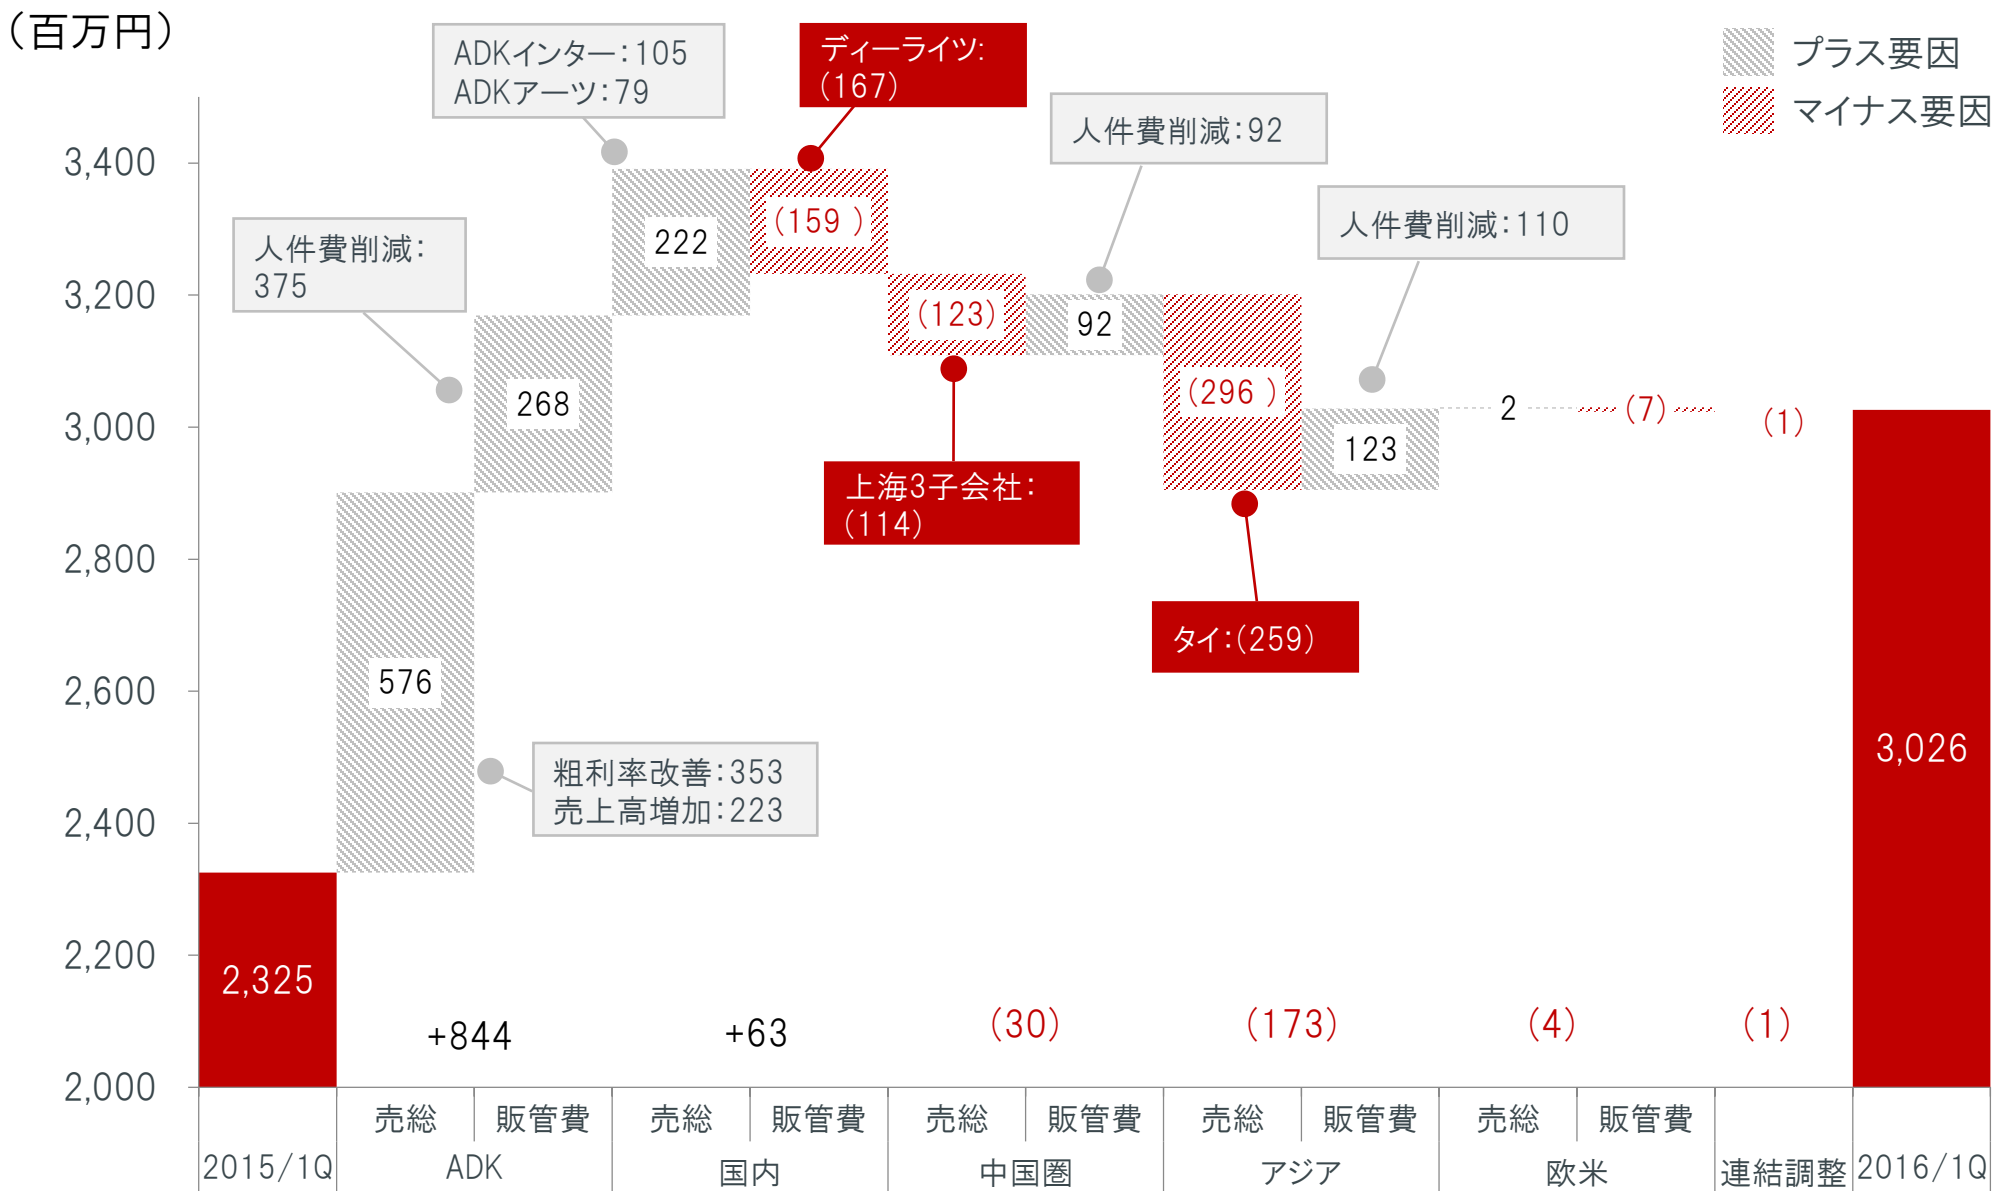 (百万円)
プラス要因
マイナス要因
ADKインター:105
ADKアーツ:79
ディーライツ:
(167)
人件費削減:92
人件費削減:110
人件費削減:
375
3,400
3,200
3,000
2,800
2,600
2,400
2,200
2,000
2,325
576
268
222
(159 )
(123)
92
(296 )
123
2
(7)
(1)
3,026
上海3子会社:
(114)
タイ:(259)
粗利率改善:353
売上高増加:223
+844
+63
(30)
(173)
(4)
(1)
売総
販管費
売総
販管費
売総
販管費
売総
販管費
売総
販管費
2015/1Q
ADK
国内
中国圏
アジア
欧米
連結調整
2016/1Q